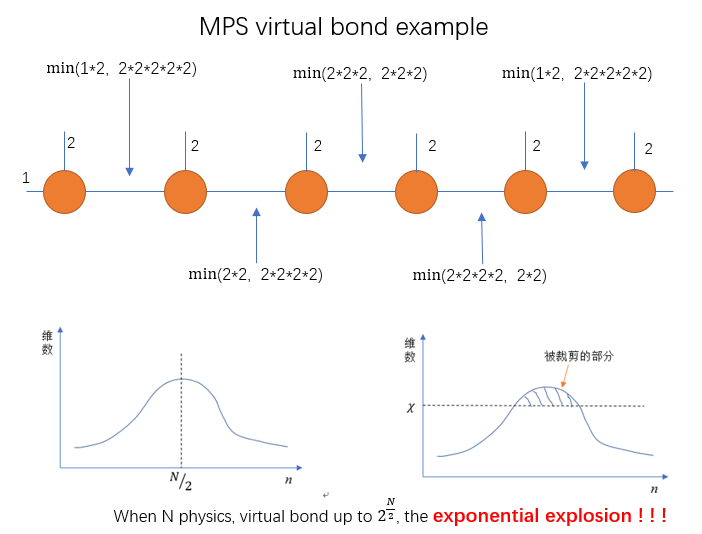 MPS virtual bond example
min(1*2, 2*2*2*2*2)
min(2*2*2, 2*2*2)
min(1*2, 2*2*2*2*2)
2
2
2
2
2
2
1
min(2*2, 2*2*2*2)
min(2*2*2*2, 2*2)
维数
N/2
n
维数
被裁剪的部分
χ
n
When N physics, virtual bond up to 2^{N/2}, the exponential explosion ! ! !